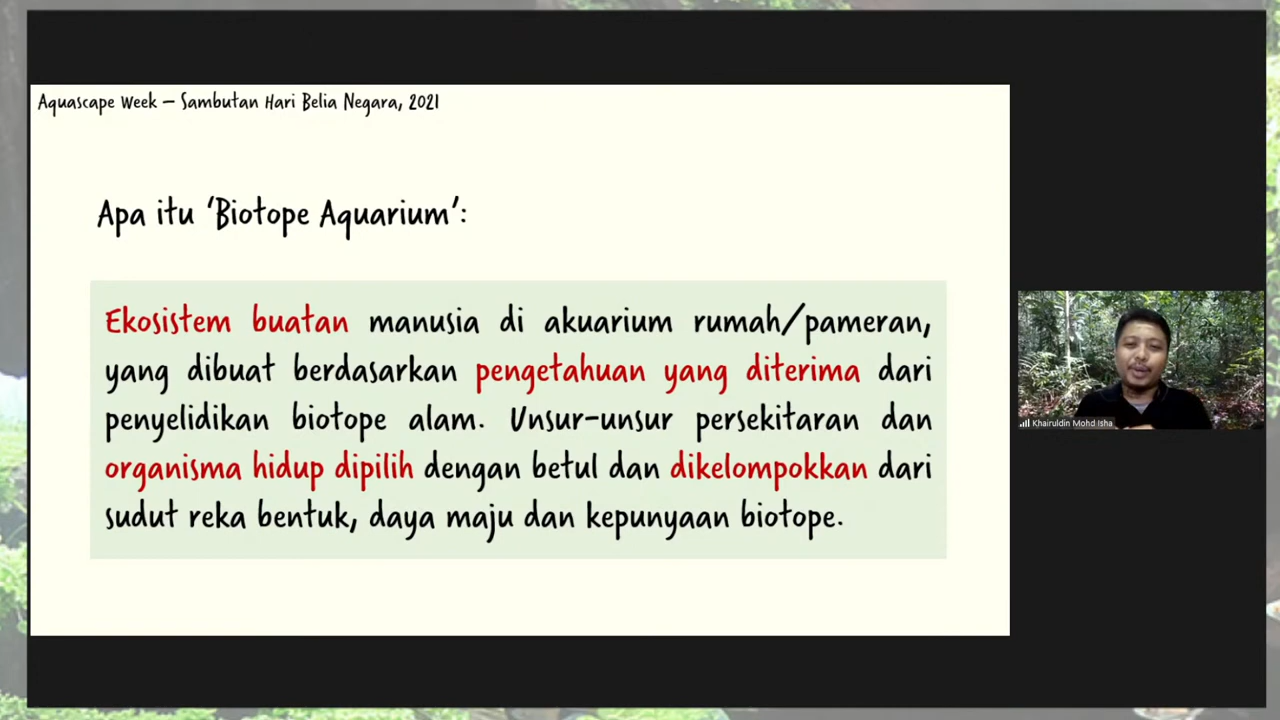 Aquascape Week – Sambutan Hari Belia Negara, 2021
Apa itu ‘Biotope Aquarium’:
Ekosistem buatan manusia di akuarium rumah/pameran,
yang dibuat berdasarkan pengetahuan yang diterima dari
penyelidikan biotope alam. Unsur-unsur persekitaran dan
organisma hidup dipilih dengan betul dan dikelompokkan dari
sudut reka bentuk, daya maju dan kepunyaan biotope.
Khairuldin Mohd Isha